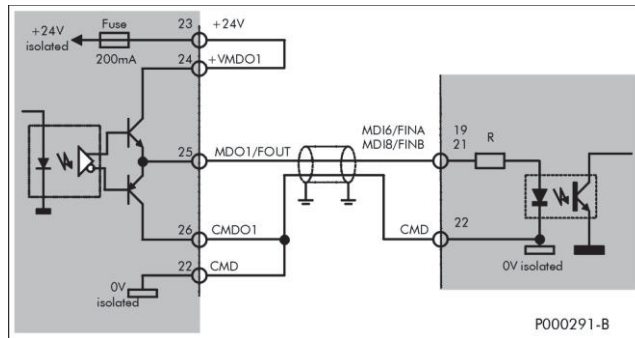 +24V
isolated
Fuse
200mA
23
+24V
24
+VMDO1
25
MDO1/FOUT
MDI6/FINA
MDI8/FINB
19
21
R
26
CMDO1
CMD
22
22
CMD
0V
isolated
0V isolated
P000291-B